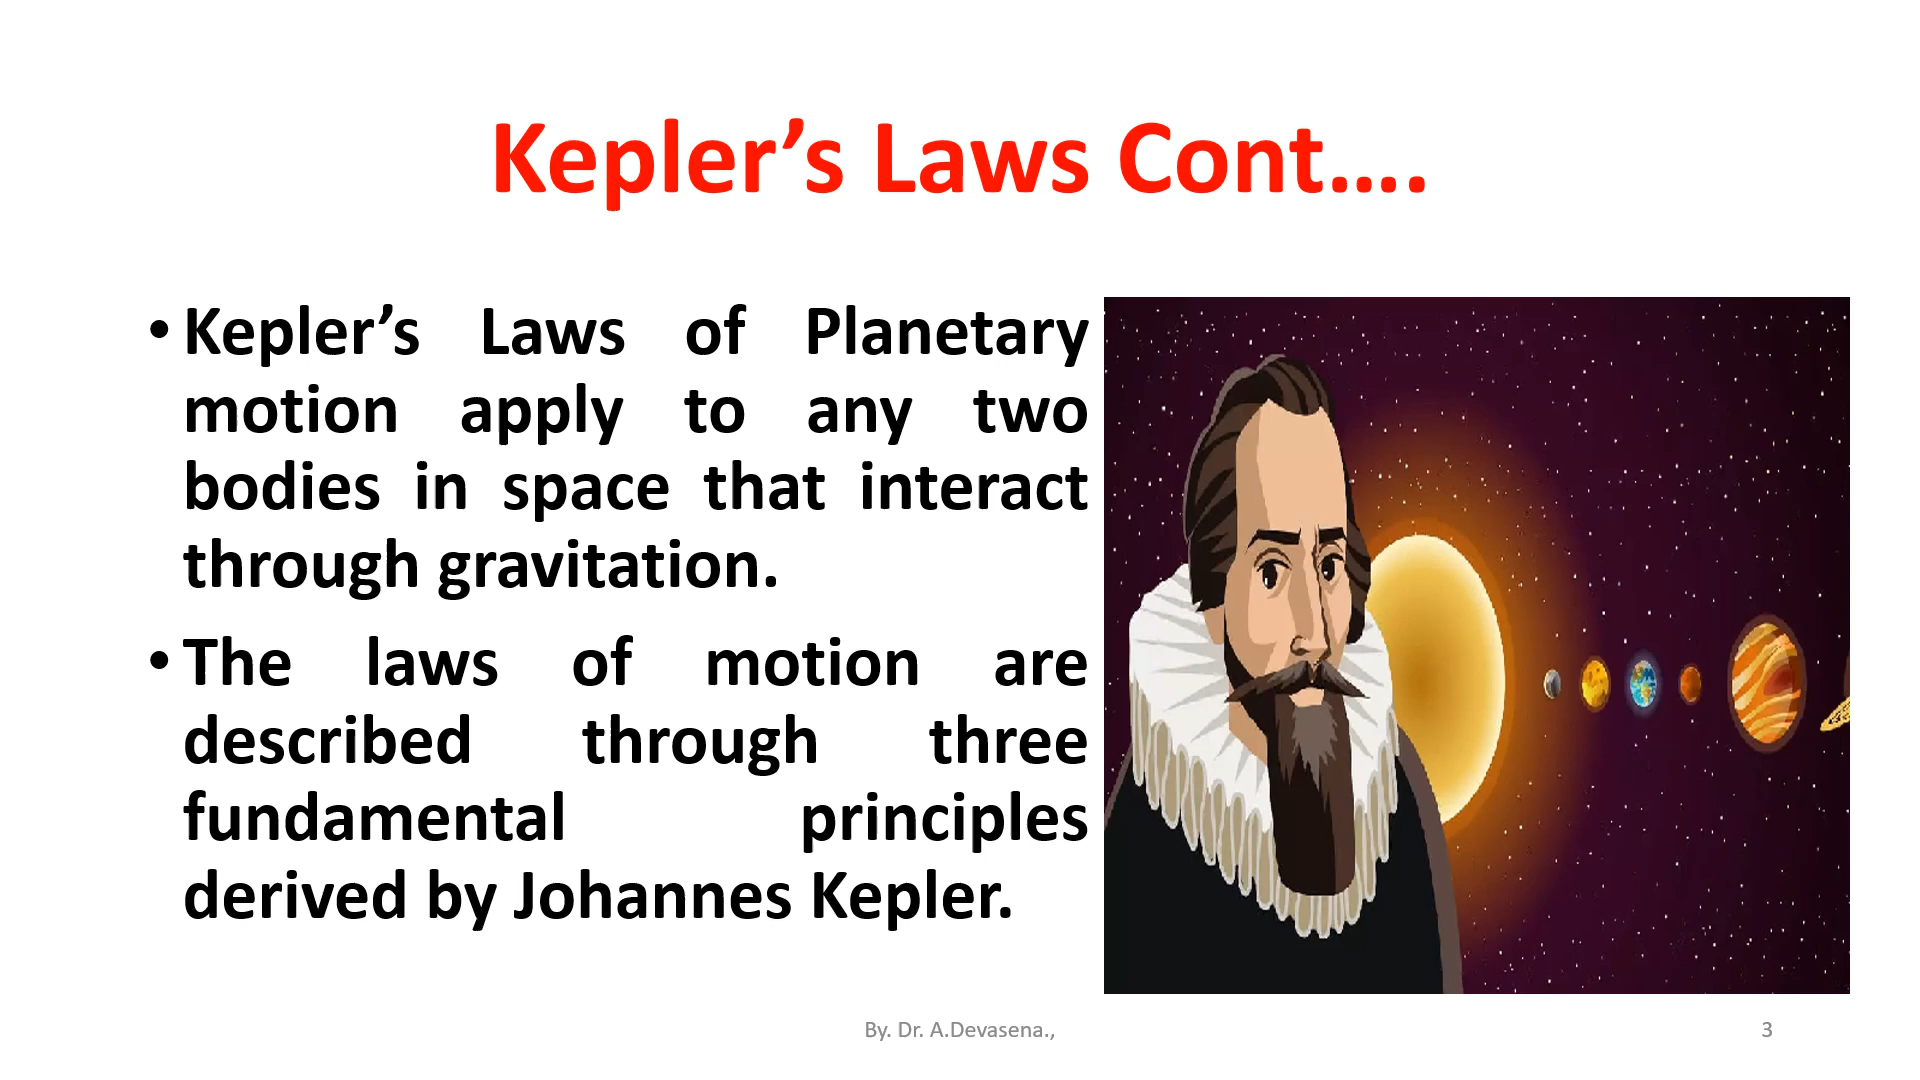 Kepler’s Laws Cont….
• Kepler’s Laws of Planetary
motion apply to any two
bodies in space that interact
through gravitation.
• The laws of motion are
described through three
fundamental principles
derived by Johannes Kepler.
By. Dr. A.Devasena.,
3